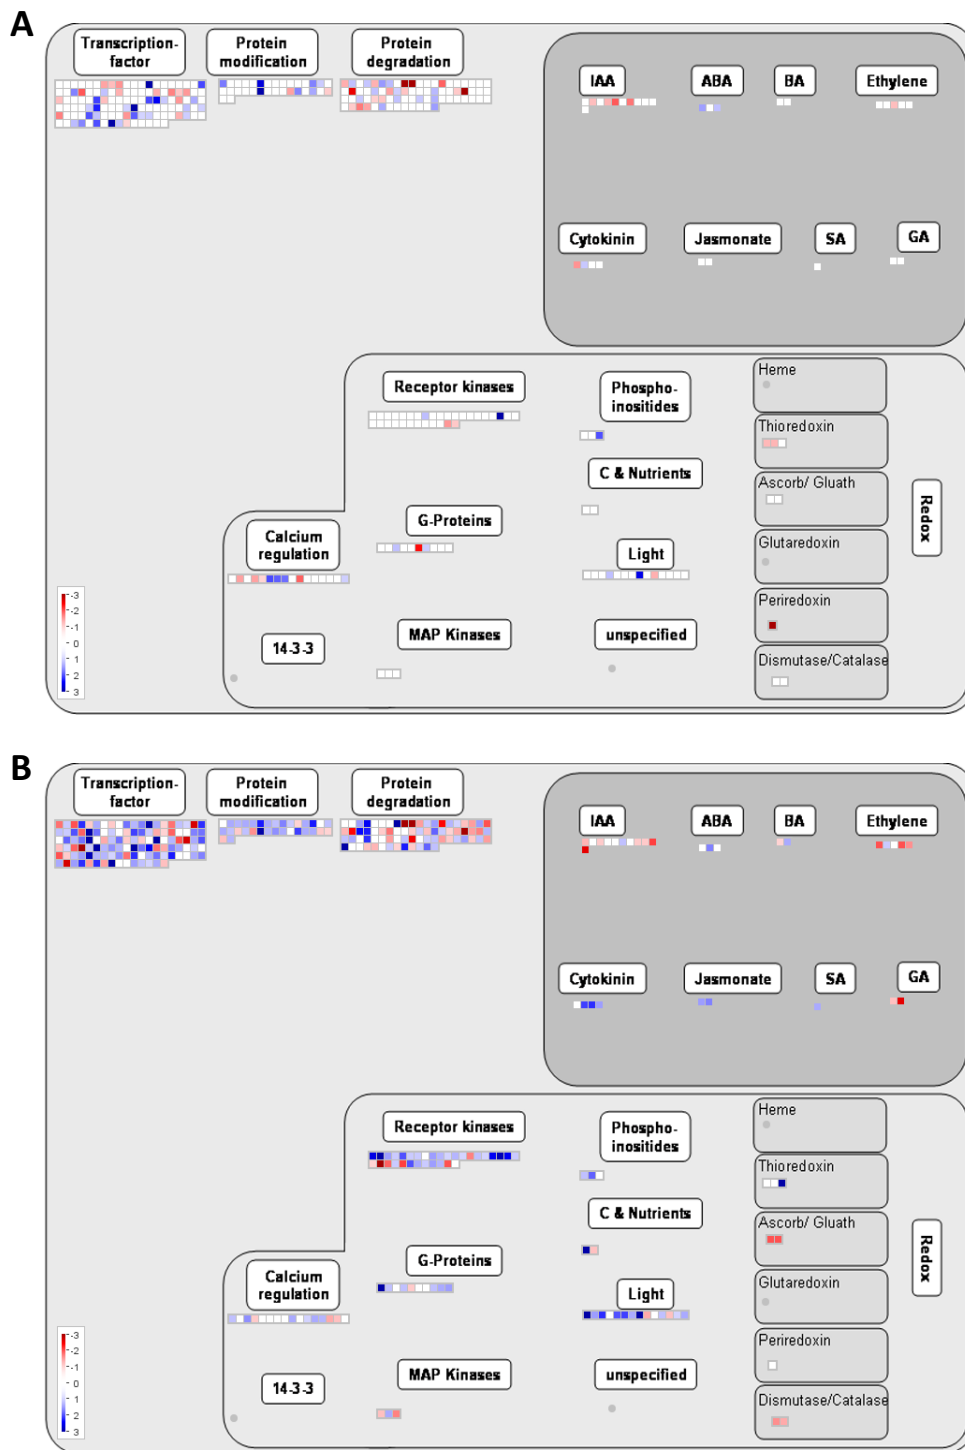 A
Transcription-
factor
Protein
modification
Protein
degradation
IAA
ABA
BA
Ethylene
Cytokinin
Jasmonate
SA
GA
Receptor kinases
Phospho-
inositides
C & Nutrients
G-Proteins
Calcium
regulation
Light
14-3-3
MAP Kinases
unspecified
Heme
Thioredoxin
Ascorb/ Gluath
Glutaredoxin
Periredoxin
Dismutase/Catalase
Redox
-3
-2
-1
0
1
2
3
B
Transcription-
factor
Protein
modification
Protein
degradation
IAA
ABA
BA
Ethylene
Cytokinin
Jasmonate
SA
GA
Receptor kinases
Phospho-
inositides
C & Nutrients
G-Proteins
Calcium
regulation
Light
14-3-3
MAP Kinases
unspecified
Heme
Thioredoxin
Ascorb/ Gluath
Glutaredoxin
Periredoxin
Dismutase/Catalase
Redox
-3
-2
-1
0
1
2
3